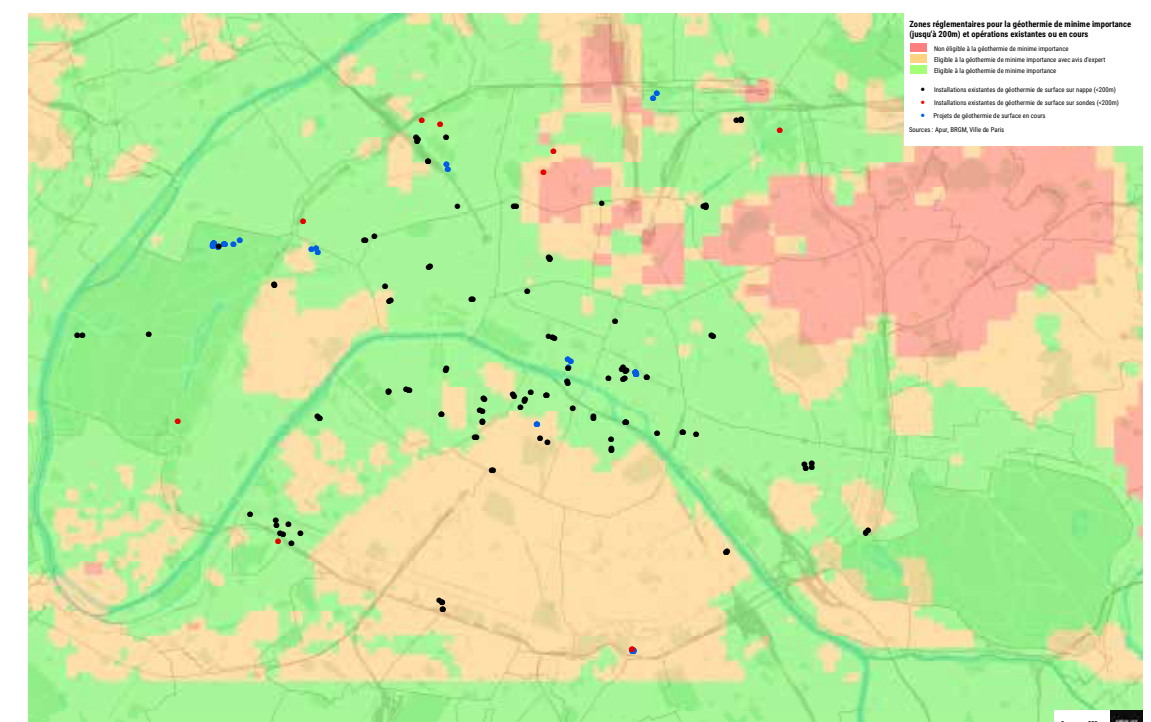 Zones réglementaires pour la géothermie de minime importance
(jusqu'à 200m) et opérations existantes ou en cours
Non éligible à la géothermie de minime importance
Eligible à la géothermie de minime importance avec avis d'expert
Eligible à la géothermie de minime importance
Installations existantes de géothermie de surface sur nappe (<200m)
Installations existantes de géothermie de surface sur sondes (<200m)
Projets de géothermie de surface en cours
Sources : Apur, BRGM, Ville de Paris